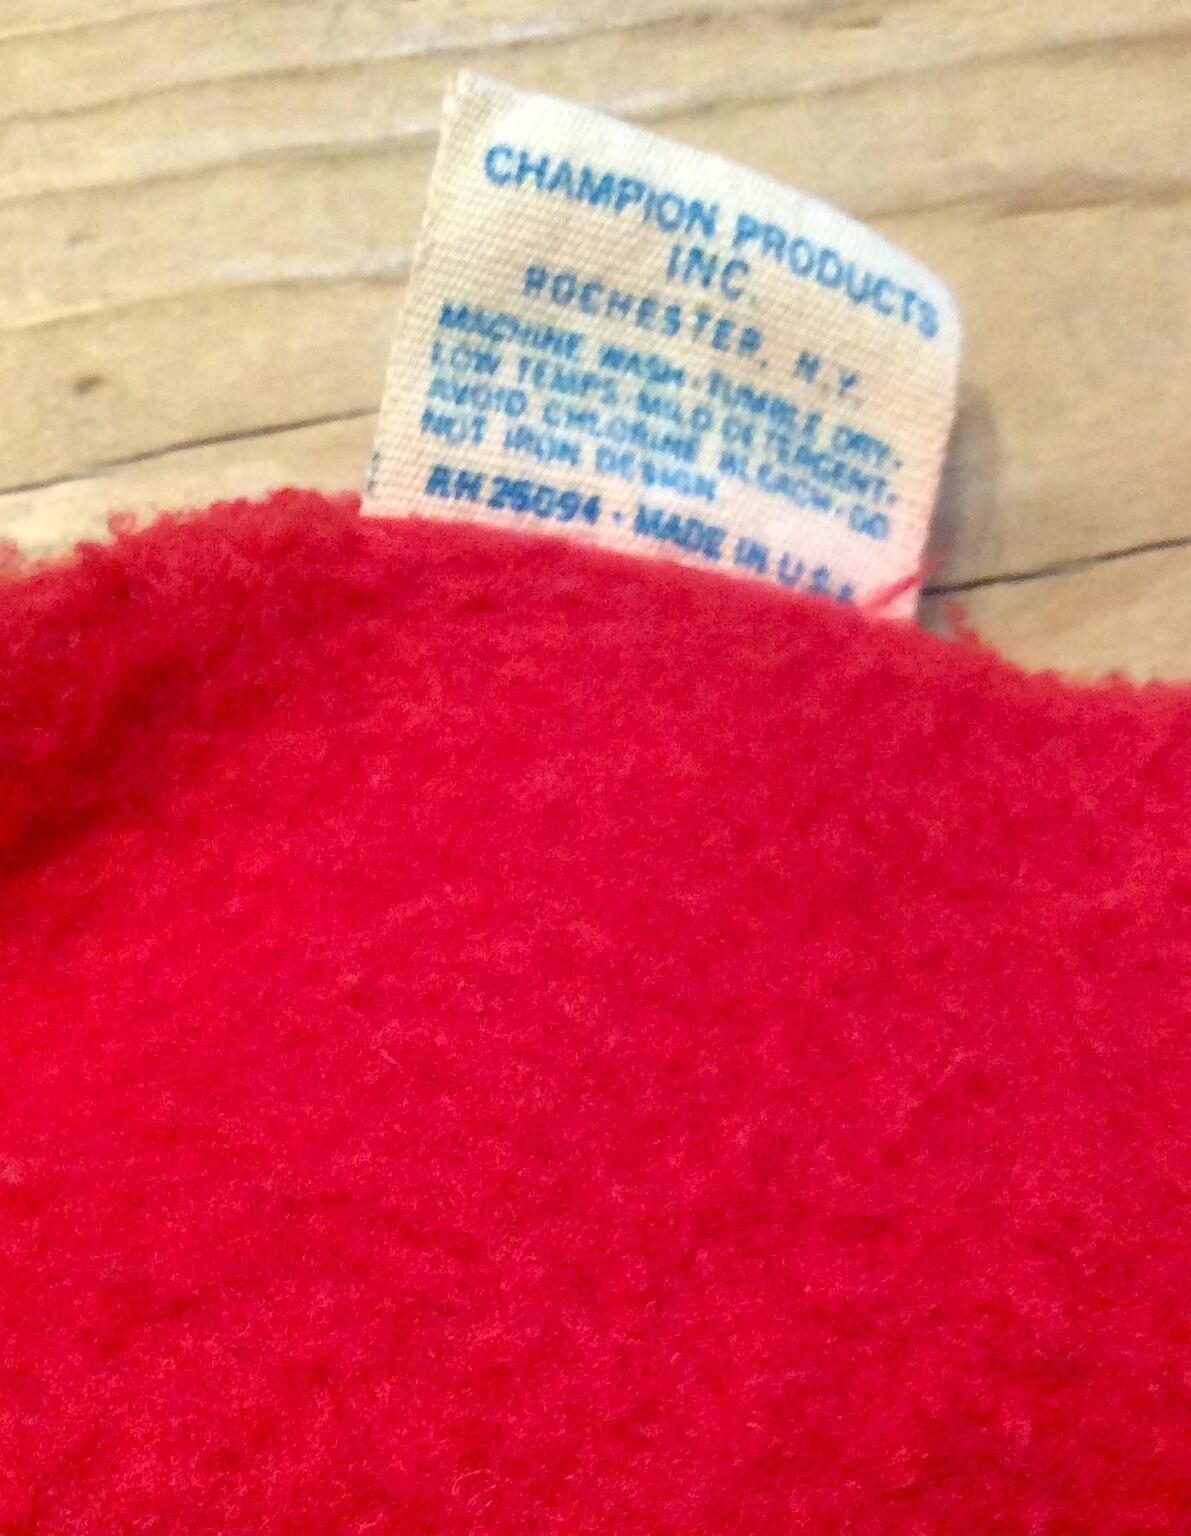 CHAMPION PRODUCTS
INC.
ROCHESTER, N.Y.
MACHINE WASH-TUMBLE DRY-
LOW TEMPS. MILD DETERGENT-
AVOID CHLORINE BLEACH-DO
NOT IRON DESIGN
RN 26094 · MADE IN U.S.A.